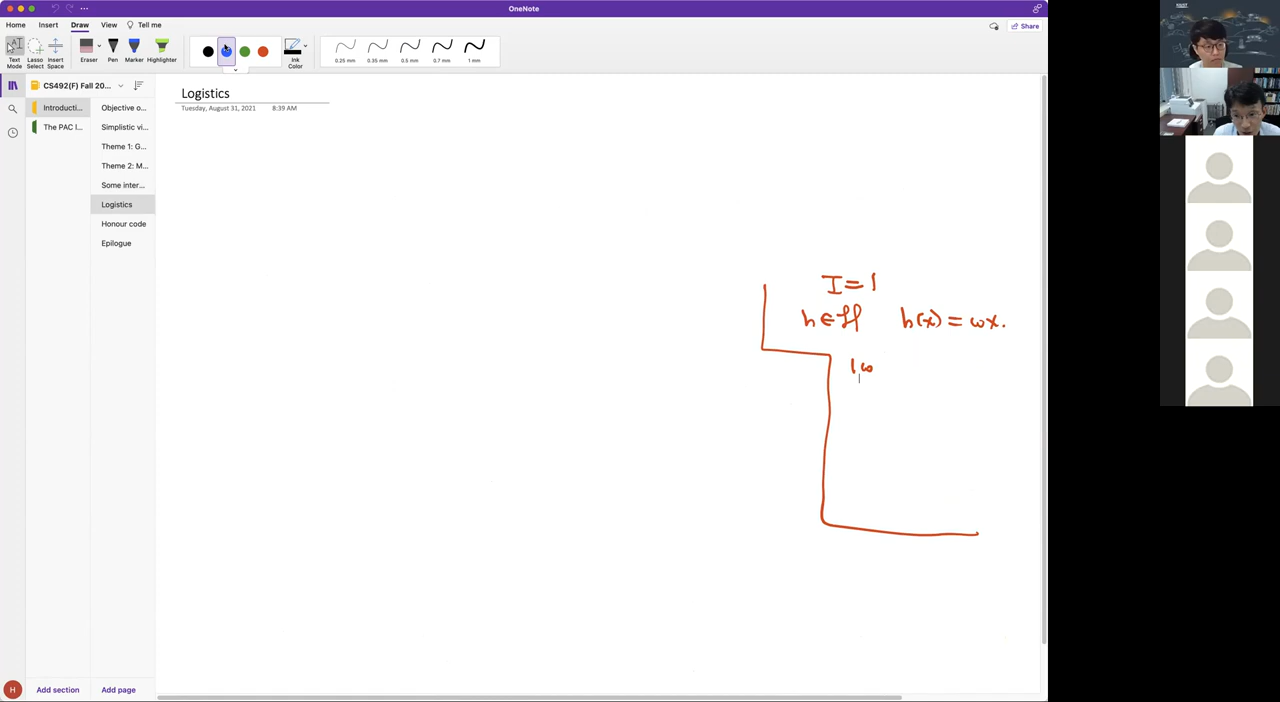 OneNote
Home Insert Draw View Tell me
Share
Text Mode
Lasso Select
Insert Space
Eraser
Pen
Marker
Highlighter
Ink Color
0.25 mm 0.35 mm 0.5 mm 0.7 mm 1 mm
CS492(F) Fall 20...
Introducti...
The PAC l...
Objective o...
Simplistic vi...
Theme 1: G...
Theme 2: M...
Some inter...
Logistics
Honour code
Epilogue
Logistics
Tuesday, August 31, 2021 8:39 AM
I = 1
h(x) = wx.
H
Add section
Add page
KAIST